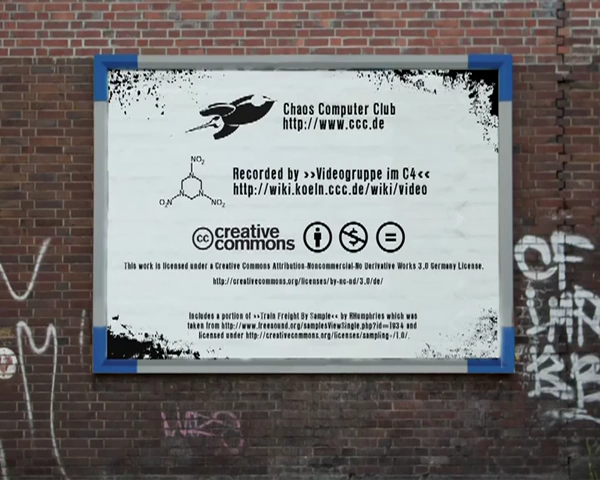 Chaos Computer Club
http://www.ccc.de
NO₂
Recorded by >>Videogruppe im C4<<
http://wiki.koeln.ccc.de/wiki/video
N
N N
O₂N NO₂
cc creative commons
This work is licensed under a Creative Commons Attribution-Noncommercial-No Derivative Works 3.0 Germany License.
http://creativecommons.org/licenses/by-nc-nd/3.0/de/
Includes a portion of >>Train Freight By Sample<< by RHumphries which was
taken from http://www.freesound.org/samplesViewSingle.php?id=1934 and
licensed under http://creativecommons.org/licenses/sampling+/1.0/.